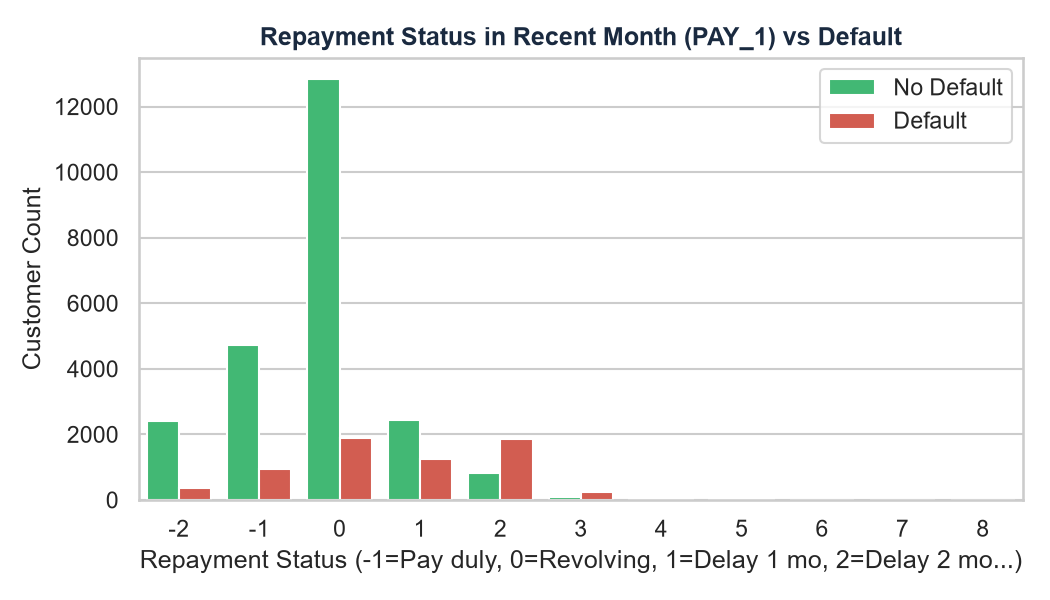 Repayment Status in Recent Month (PAY_1) vs Default
No Default
Default
Customer Count
12000
10000
8000
6000
4000
2000
0
-2 -1 0 1 2 3 4 5 6 7 8
Repayment Status (-1=Pay duly, 0=Revolving, 1=Delay 1 mo, 2=Delay 2 mo...)